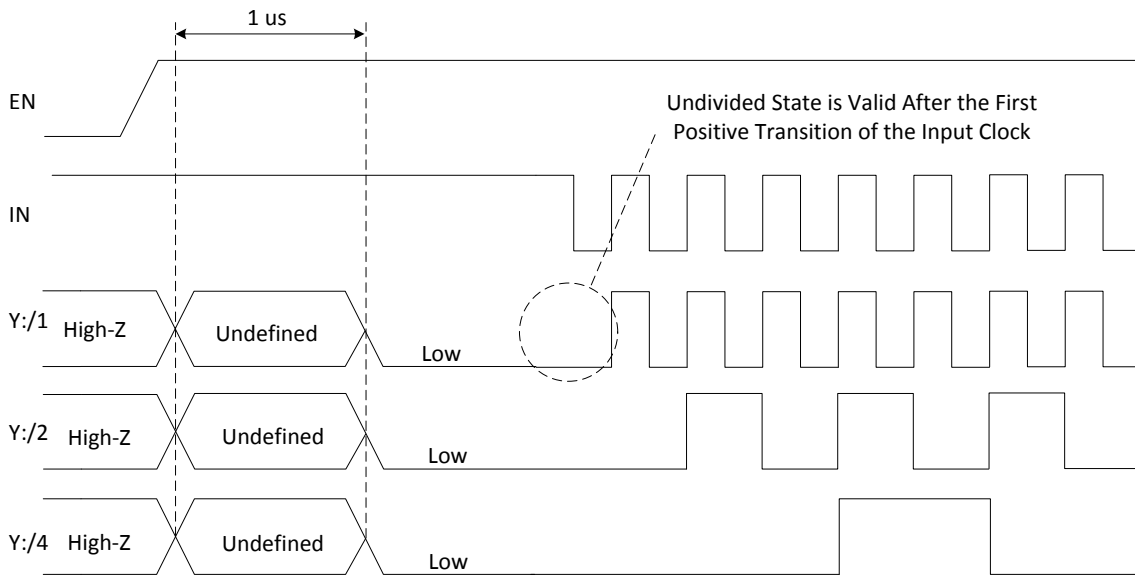 1 us
EN
Undivided State is Valid After the First
Positive Transition of the Input Clock
IN
Y:/1
High-Z
Undefined
Low
Y:/2
High-Z
Undefined
Low
Y:/4
High-Z
Undefined
Low